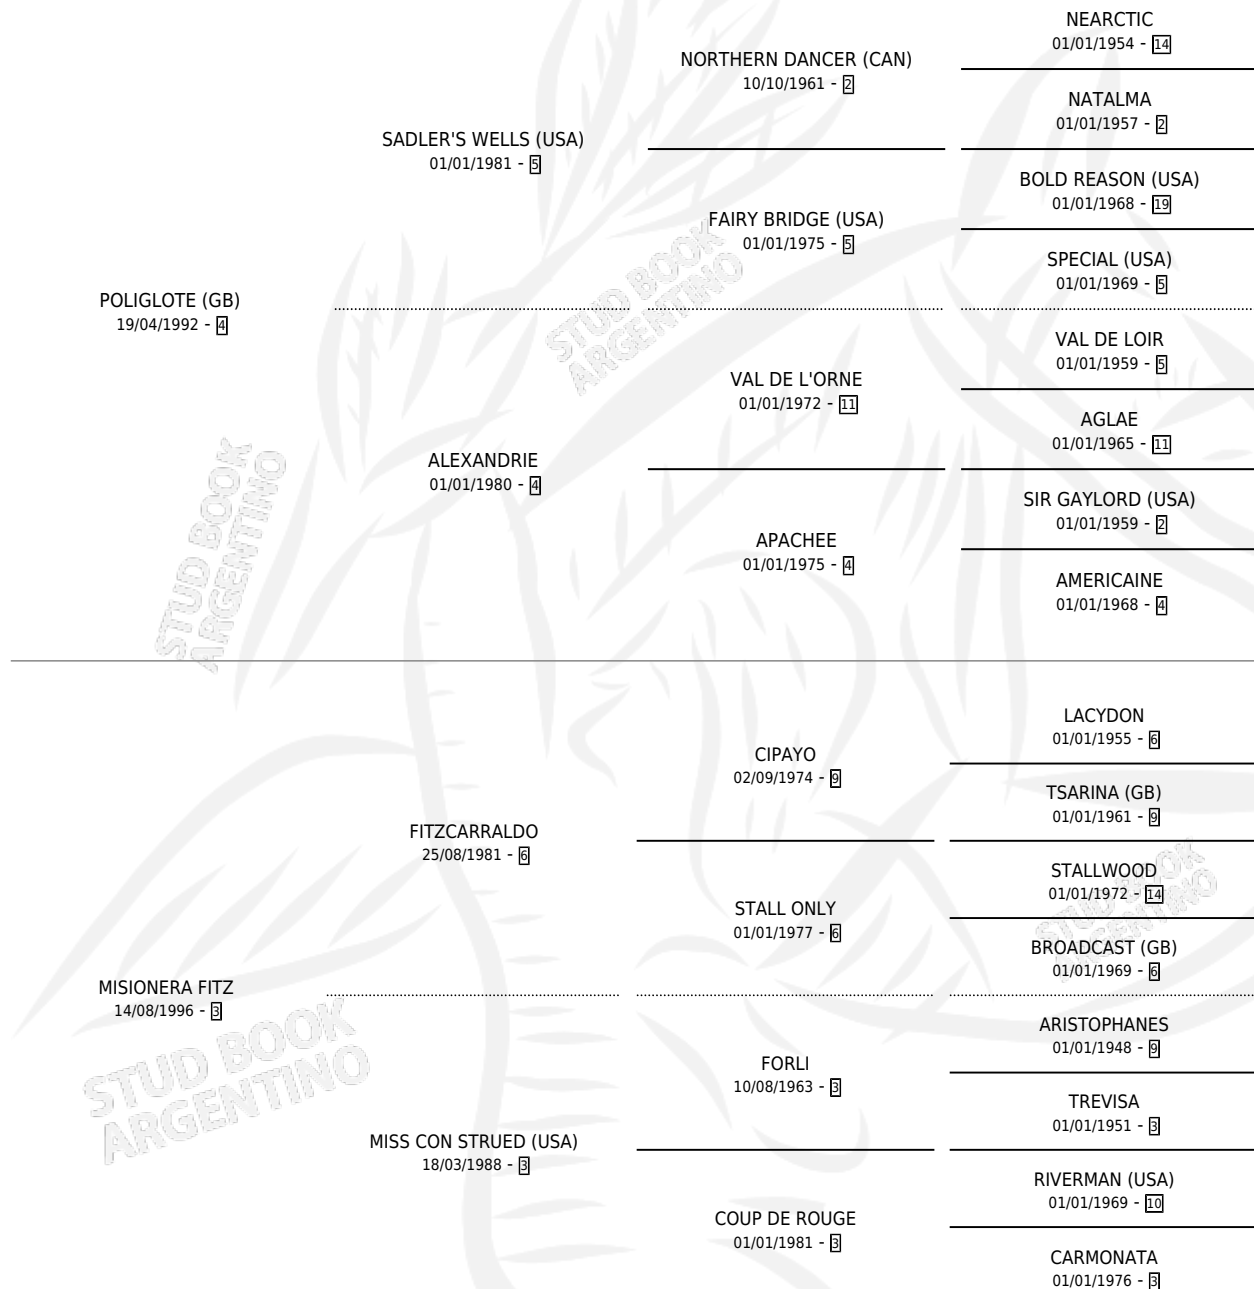 NEARCTIC
01/01/1954 - 14
NORTHERN DANCER (CAN)
10/10/1961 - 2
NATALMA
01/01/1957 - 2
SADLER'S WELLS (USA)
01/01/1981 - 5
BOLD REASON (USA)
01/01/1968 - 19
FAIRY BRIDGE (USA)
01/01/1975 - 5
SPECIAL (USA)
01/01/1969 - 5
POLIGLOTE (GB)
19/04/1992 - 4
VAL DE LOIR
01/01/1959 - 5
VAL DE L'ORNE
01/01/1972 - 11
AGLAE
01/01/1965 - 11
ALEXANDRIE
01/01/1980 - 4
SIR GAYLORD (USA)
01/01/1959 - 2
APACHEE
01/01/1975 - 4
AMERICAINE
01/01/1968 - 4
LACYDON
01/01/1955 - 6
CIPAYO
02/09/1974 - 9
TSARINA (GB)
01/01/1961 - 9
FITZCARRALDO
25/08/1981 - 6
STALLWOOD
01/01/1972 - 14
STALL ONLY
01/01/1977 - 6
BROADCAST (GB)
01/01/1969 - 6
MISIONERA FITZ
14/08/1996 - 3
ARISTOPHANES
01/01/1948 - 9
FORLI
10/08/1963 - 3
TREVISA
01/01/1951 - 3
MISS CON STRUED (USA)
18/03/1988 - 3
RIVERMAN (USA)
01/01/1969 - 10
COUP DE ROUGE
01/01/1981 - 3
CARMONATA
01/01/1976 - 3
STUD BOOK
ARGENTINO
STUD BOOK
ARGENTINO
STUD BOOK
ARGENTINO
STUD BOOK
ARGENTINO